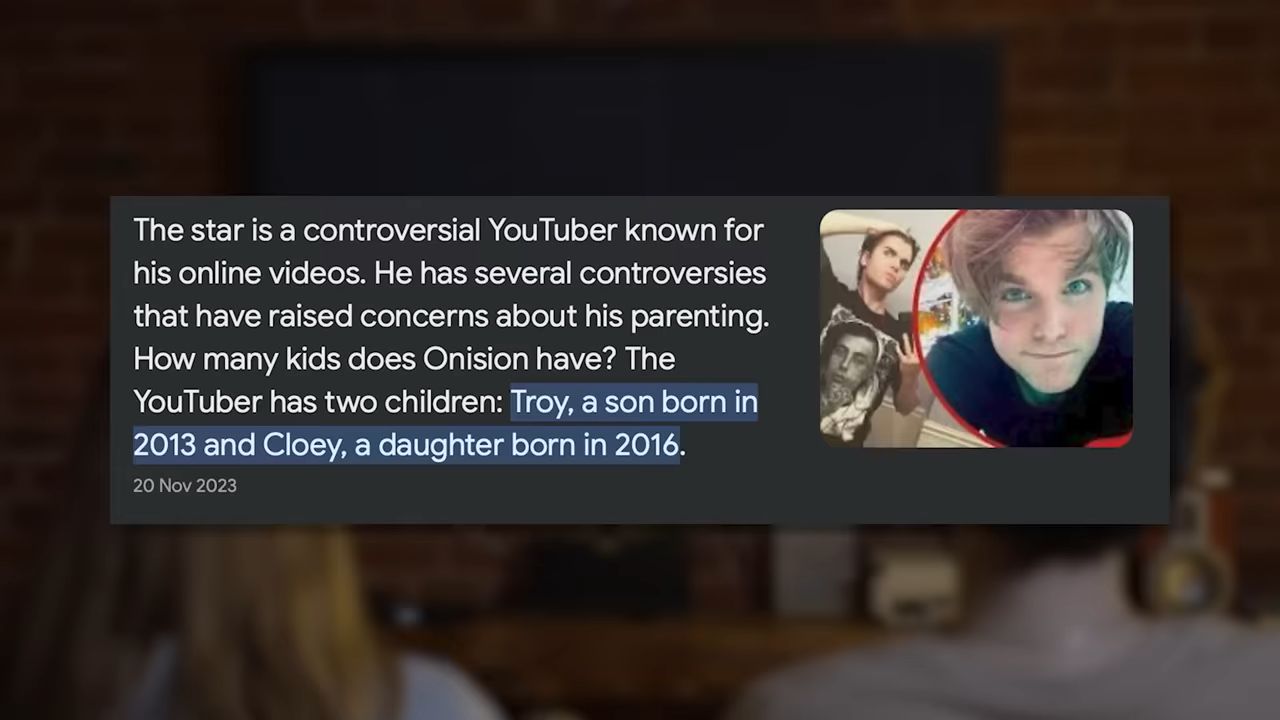 The star is a controversial YouTuber known for
his online videos. He has several controversies
that have raised concerns about his parenting.
How many kids does Onision have? The
YouTuber has two children: Troy, a son born in
2013 and Cloey, a daughter born in 2016.
20 Nov 2023